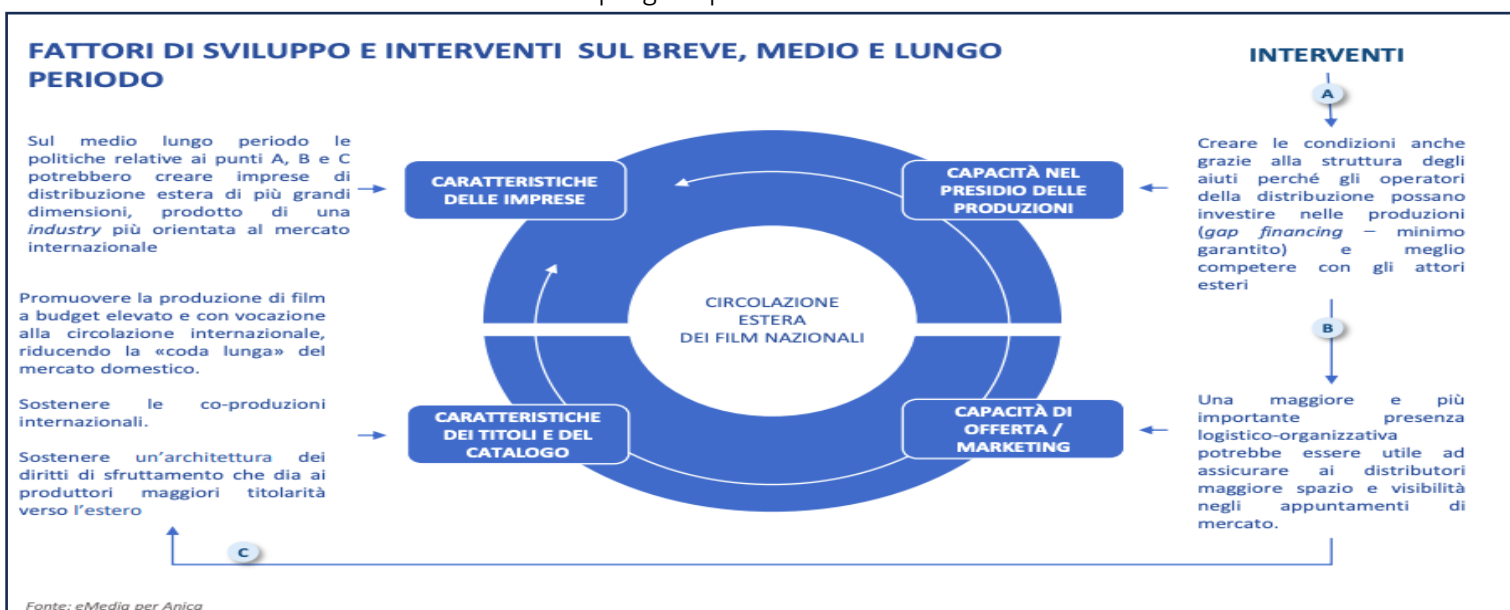 FATTORI DI SVILUPPO E INTERVENTI SUL BREVE, MEDIO E LUNGO
PERIODO
INTERVENTI
A
Sul medio lungo periodo le
politiche relative ai punti A, B e C
potrebbero creare imprese di
distribuzione estera di più grandi
dimensioni, prodotto di una
industry più orientata al mercato
internazionale
CARATTERISTICHE
DELLE IMPRESE
CAPACITÀ NEL
PRESIDIO DELLE
PRODUZIONI
Creare le condizioni anche
grazie alla struttura degli
aiuti perché gli operatori
della distribuzione possano
investire nelle produzioni
(gap financing – minimo
garantito) e meglio
competere con gli attori
esteri
CIRCOLAZIONE
ESTERA
DEI FILM NAZIONALI
B
Promuovere la produzione di film
a budget elevato e con vocazione
alla circolazione internazionale,
riducendo la «coda lunga» del
mercato domestico.
Sostenere le co-produzioni
internazionali.
Sostenere un’architettura dei
diritti di sfruttamento che dia ai
produttori maggiori titolarità
verso l’estero
CARATTERISTICHE
DEI TITOLI E DEL
CATALOGO
CAPACITÀ DI
OFFERTA /
MARKETING
Una maggiore e più
importante presenza
logistico-organizzativa
potrebbe essere utile ad
assicurare ai distributori
maggiore spazio e visibilità
negli appuntamenti di
mercato.
C
Fonte: eMedia per Anica